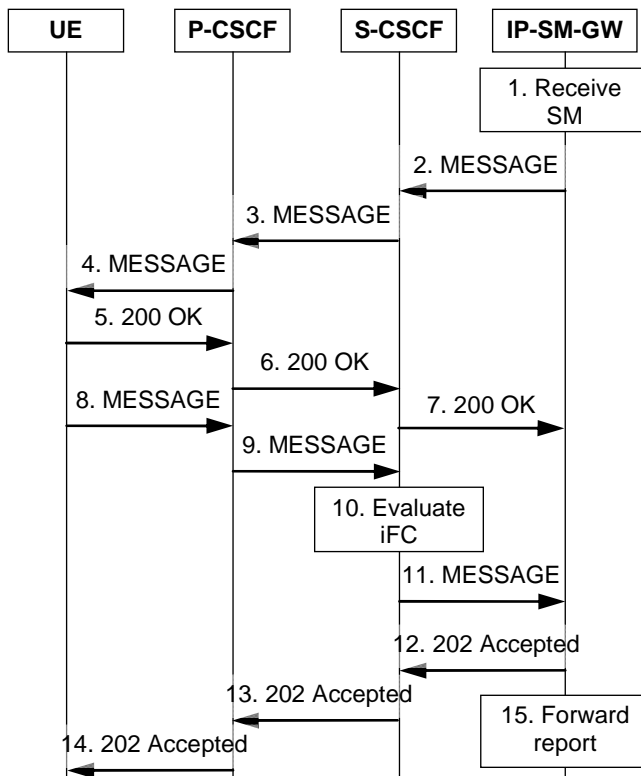 UE
P-CSCF
S-CSCF
IP-SM-GW
1. Receive
SM
2. MESSAGE
3. MESSAGE
4. MESSAGE
5. 200 OK
6. 200 OK
8. MESSAGE
7. 200 OK
9. MESSAGE
10. Evaluate
iFC
11. MESSAGE
12. 202 Accepted
13. 202 Accepted
15. Forward
report
14. 202 Accepted